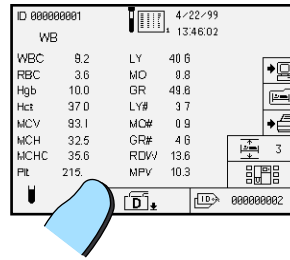 ID 000000001 4/22/99
WB 13:46:02
WBC 9.2 LY 40.6
RBC 3.6 MO 0.8
Hgb 10.0 GR 49.6
Hct 37.0 LY# 3.7
MCV 93.1 MO# 0.9
MCH 32.5 GR# 4.6
MCHC 35.6 RDW 13.6 3
Plt 215. MPV 10.3
D ID 000000002